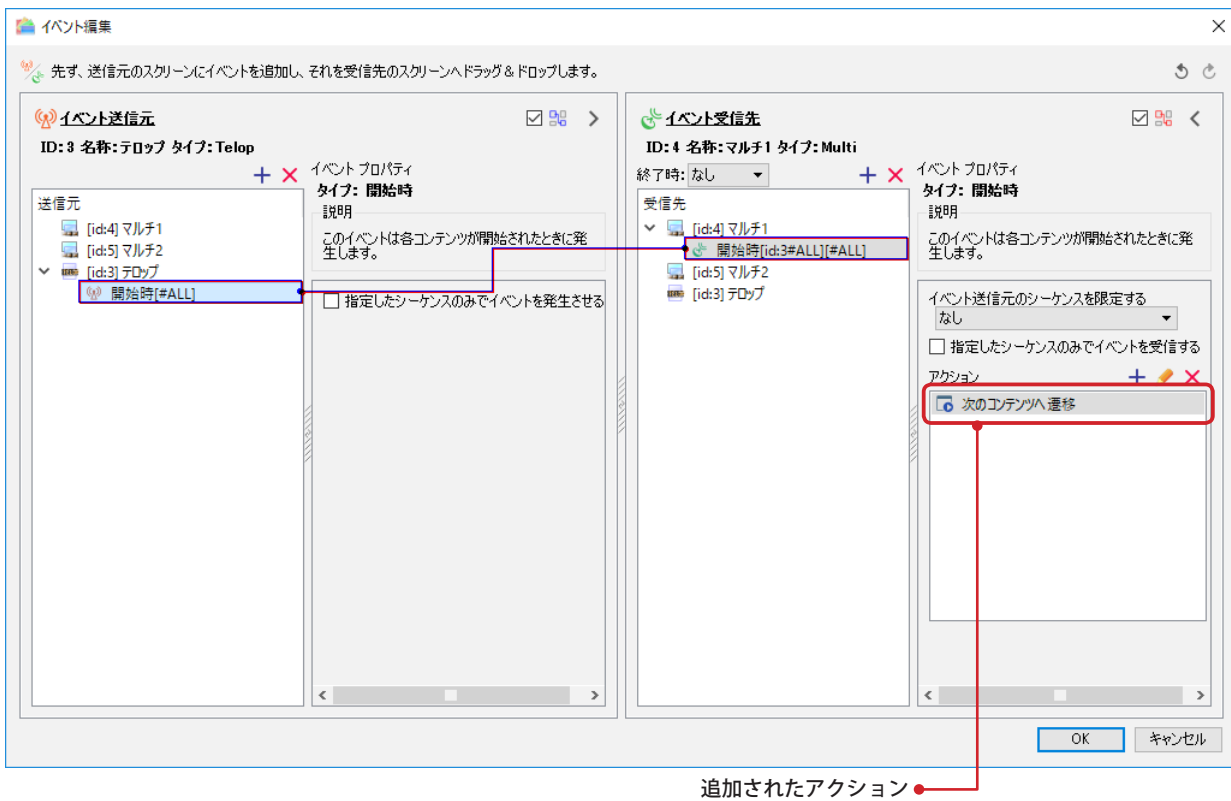 イベント編集
先ず、送信元のスクリーンにイベントを追加し、それを受信先のスクリーンへドラッグ＆ドロップします。
イベント送信元
ID:3 名称:テロップ タイプ:Telop
送信元
[id:4] マルチ1
[id:5] マルチ2
[id:3] テロップ
開始時[#ALL]
イベント プロパティ
タイプ: 開始時
説明
このイベントは各コンテンツが開始されたときに発
生します。
指定したシーケンスのみでイベントを発生させる
イベント受信先
ID:4 名称:マルチ1 タイプ:Multi
終了時: なし
受信先
[id:4] マルチ1
開始時[id:3#ALL][#ALL]
[id:5] マルチ2
[id:3] テロップ
イベント プロパティ
タイプ: 開始時
説明
このイベントは各コンテンツが開始されたときに発
生します。
イベント送信元のシーケンスを限定する
なし
指定したシーケンスのみでイベントを受信する
アクション
次のコンテンツへ遷移
OK
キャンセル
追加されたアクション